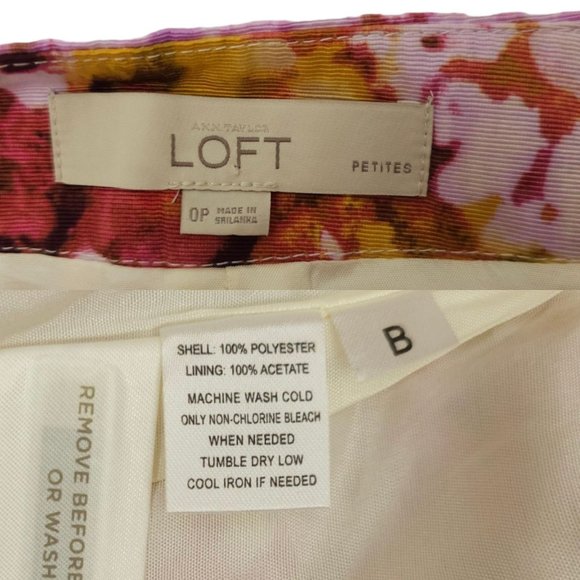 ANN TAYLOR
LOFT
PETITES
0P
MADE IN
SRI LANKA
SHELL: 100% POLYESTER
LINING: 100% ACETATE
MACHINE WASH COLD
ONLY NON-CHLORINE BLEACH
WHEN NEEDED
TUMBLE DRY LOW
COOL IRON IF NEEDED
B
REMOVE BEFORE
OR WASH